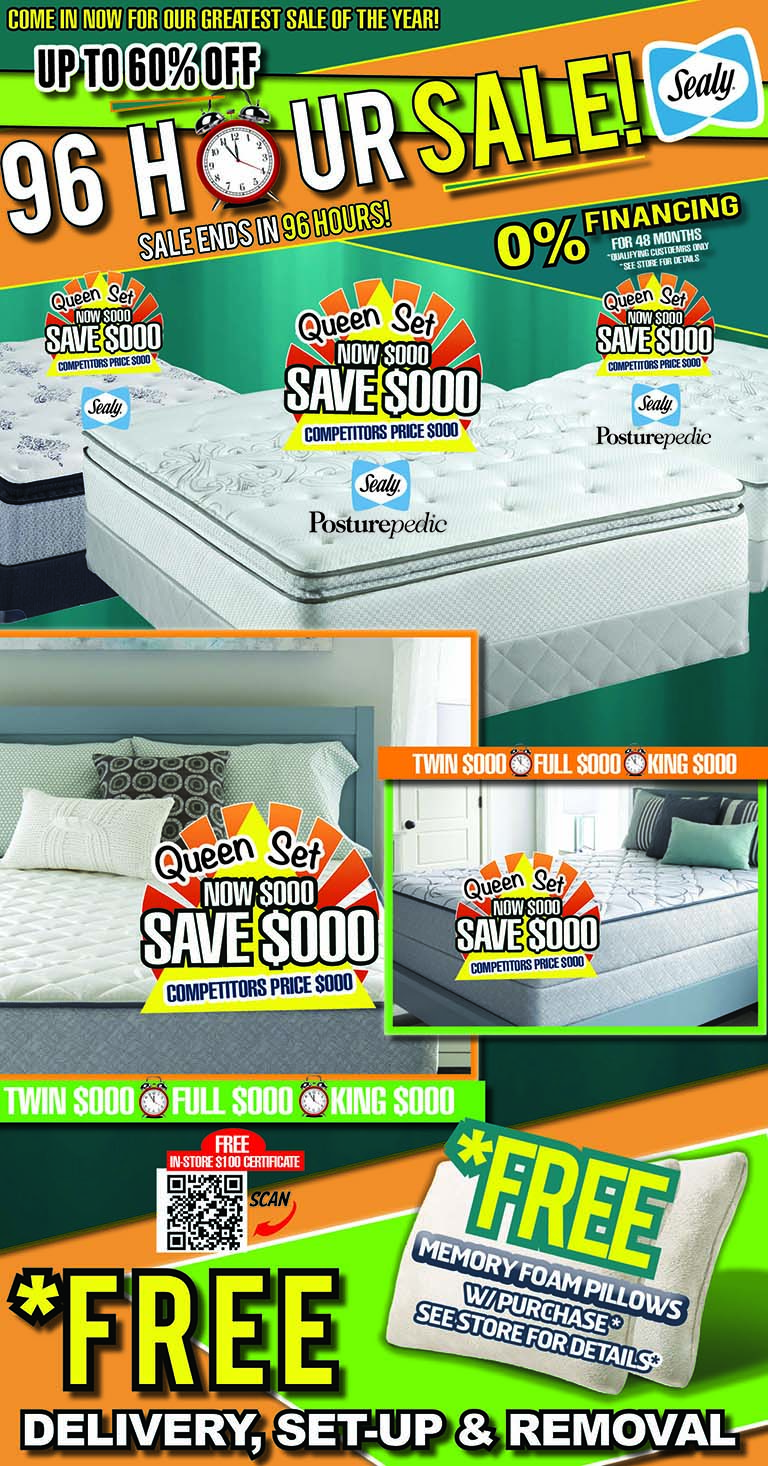 COME IN NOW FOR OUR GREATEST SALE OF THE YEAR!
UP TO 60% OFF
96 H UR SALE!
Sealy
SALE ENDS IN 96 HOURS!
0% FINANCING
FOR 48 MONTHS
*QUALIFYING CUSTOEMRS ONLY
*SEE STORE FOR DETAILS
Queen Set
NOW $000
SAVE $000
COMPETITORS PRICE $000
Sealy
Queen Set
NOW $000
SAVE $000
COMPETITORS PRICE $000
Sealy
Posturepedic
Queen Set
NOW $000
SAVE $000
COMPETITORS PRICE $000
Sealy
Posturepedic
Queen Set
NOW $000
SAVE $000
COMPETITORS PRICE $000
TWIN $000 FULL $000 KING $000
TWIN $000 FULL $000 KING $000
Queen Set
NOW $000
SAVE $000
COMPETITORS PRICE $000
FREE
IN-STORE $100 CERTIFICATE
SCAN
*FREE
MEMORY FOAM PILLOWS
W/PURCHASE*
SEE STORE FOR DETAILS*
*FREE
DELIVERY, SET-UP & REMOVAL